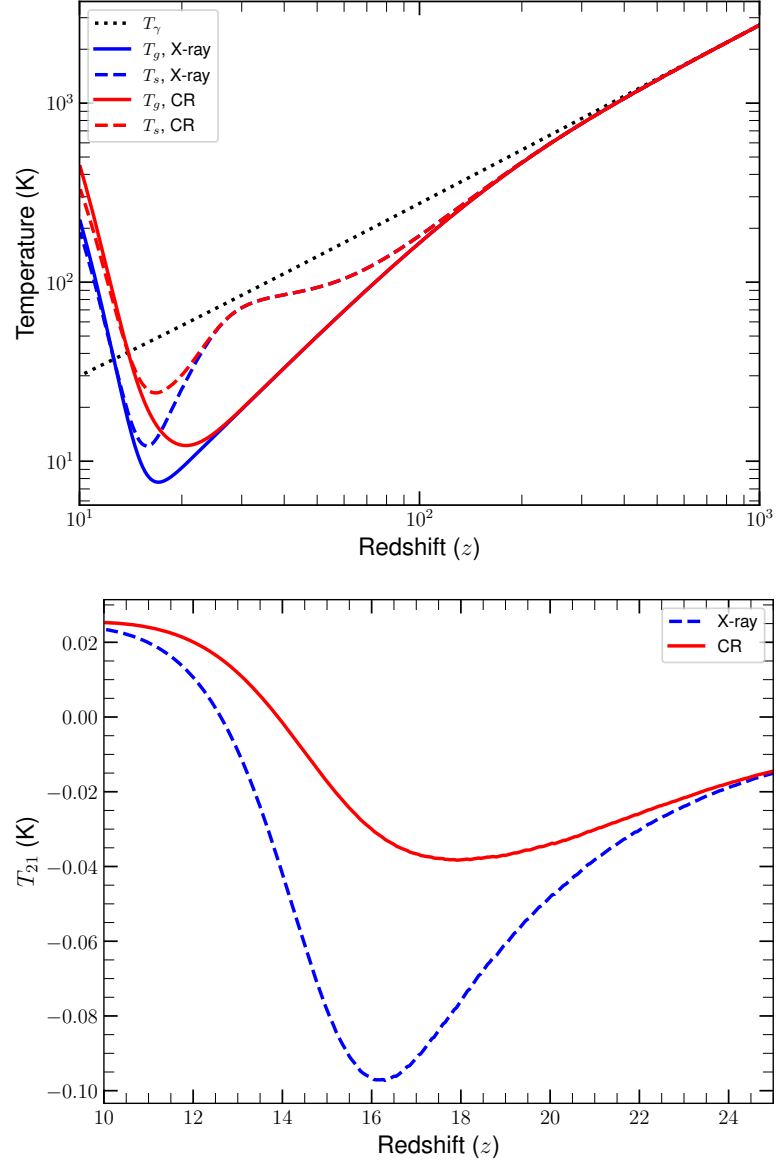 T_γ
T_g, X-ray
T_s, X-ray
T_g, CR
T_s, CR
Temperature (K)
10^3
10^2
10^1
10^1 10^2 10^3
Redshift (z)
X-ray
CR
T_21 (K)
0.02
0.00
−0.02
−0.04
−0.06
−0.08
−0.10
10 12 14 16 18 20 22 24
Redshift (z)